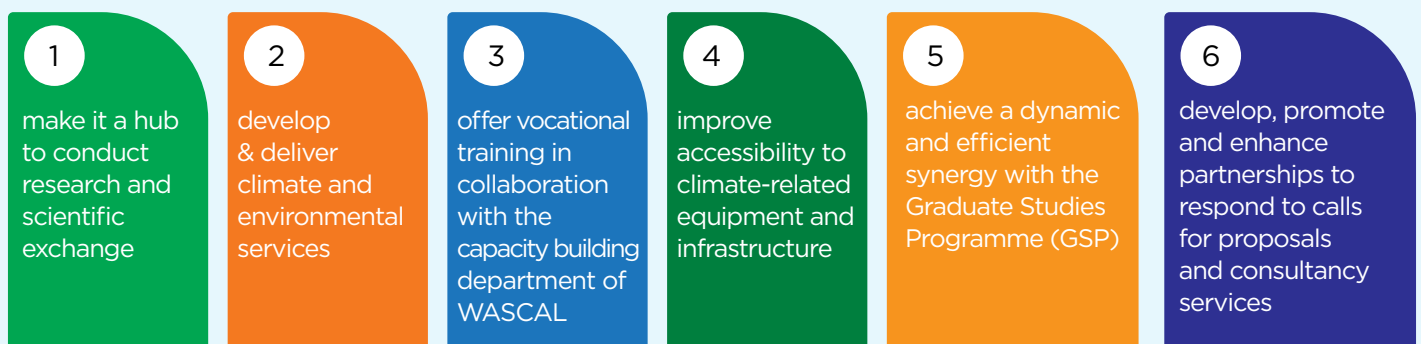 1
make it a hub
to conduct
research and
scientific
exchange
2
develop
& deliver
climate and
environmental
services
3
offer vocational
training in
collaboration
with the
capacity building
department of
WASCAL
4
improve
accessibility to
climate-related
equipment and
infrastructure
5
achieve a dynamic
and efficient
synergy with the
Graduate Studies
Programme (GSP)
6
develop, promote
and enhance
partnerships to
respond to calls
for proposals
and consultancy
services